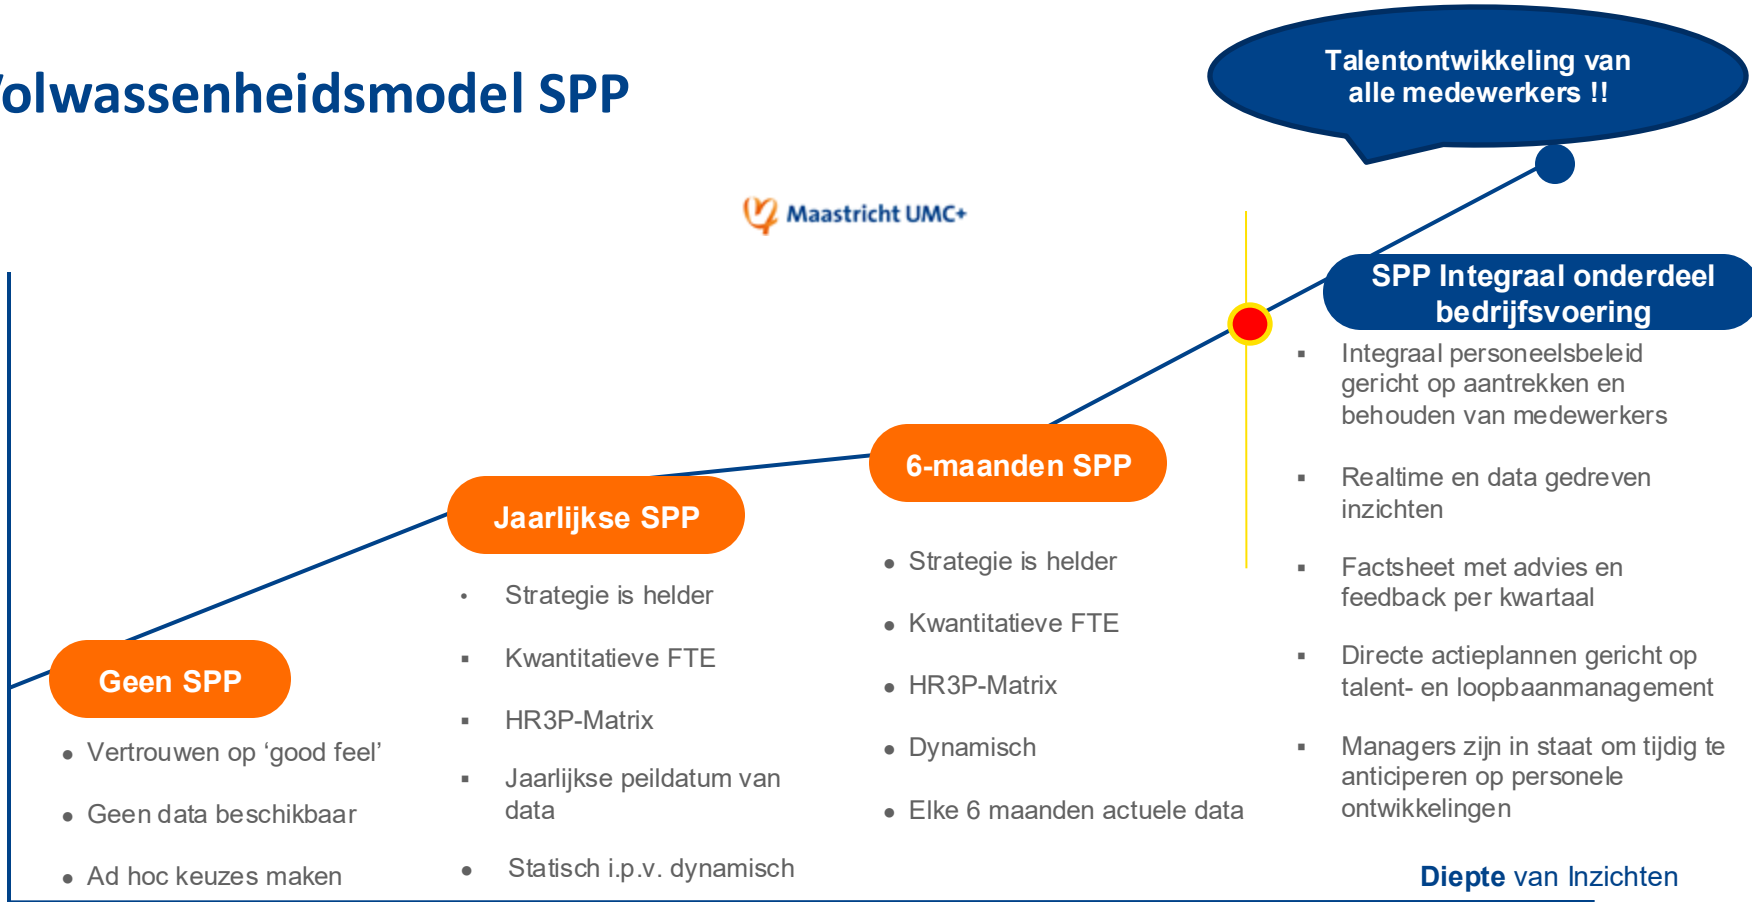 olwassenheidsmodel SPP
Talentontwikkeling van
alle medewerkers !!
Maastricht UMC+
Geen SPP
● Vertrouwen op ‘good feel’
● Geen data beschikbaar
● Ad hoc keuzes maken
Jaarlijkse SPP
• Strategie is helder
▪ Kwantitatieve FTE
▪ HR3P-Matrix
▪ Jaarlijkse peildatum van
data
● Statisch i.p.v. dynamisch
6-maanden SPP
● Strategie is helder
● Kwantitatieve FTE
● HR3P-Matrix
● Dynamisch
● Elke 6 maanden actuele data
SPP Integraal onderdeel
bedrijfsvoering
▪ Integraal personeelsbeleid
gericht op aantrekken en
behouden van medewerkers
▪ Realtime en data gedreven
inzichten
▪ Factsheet met advies en
feedback per kwartaal
▪ Directe actieplannen gericht op
talent- en loopbaanmanagement
▪ Managers zijn in staat om tijdig te
anticiperen op personele
ontwikkelingen
Diepte van Inzichten